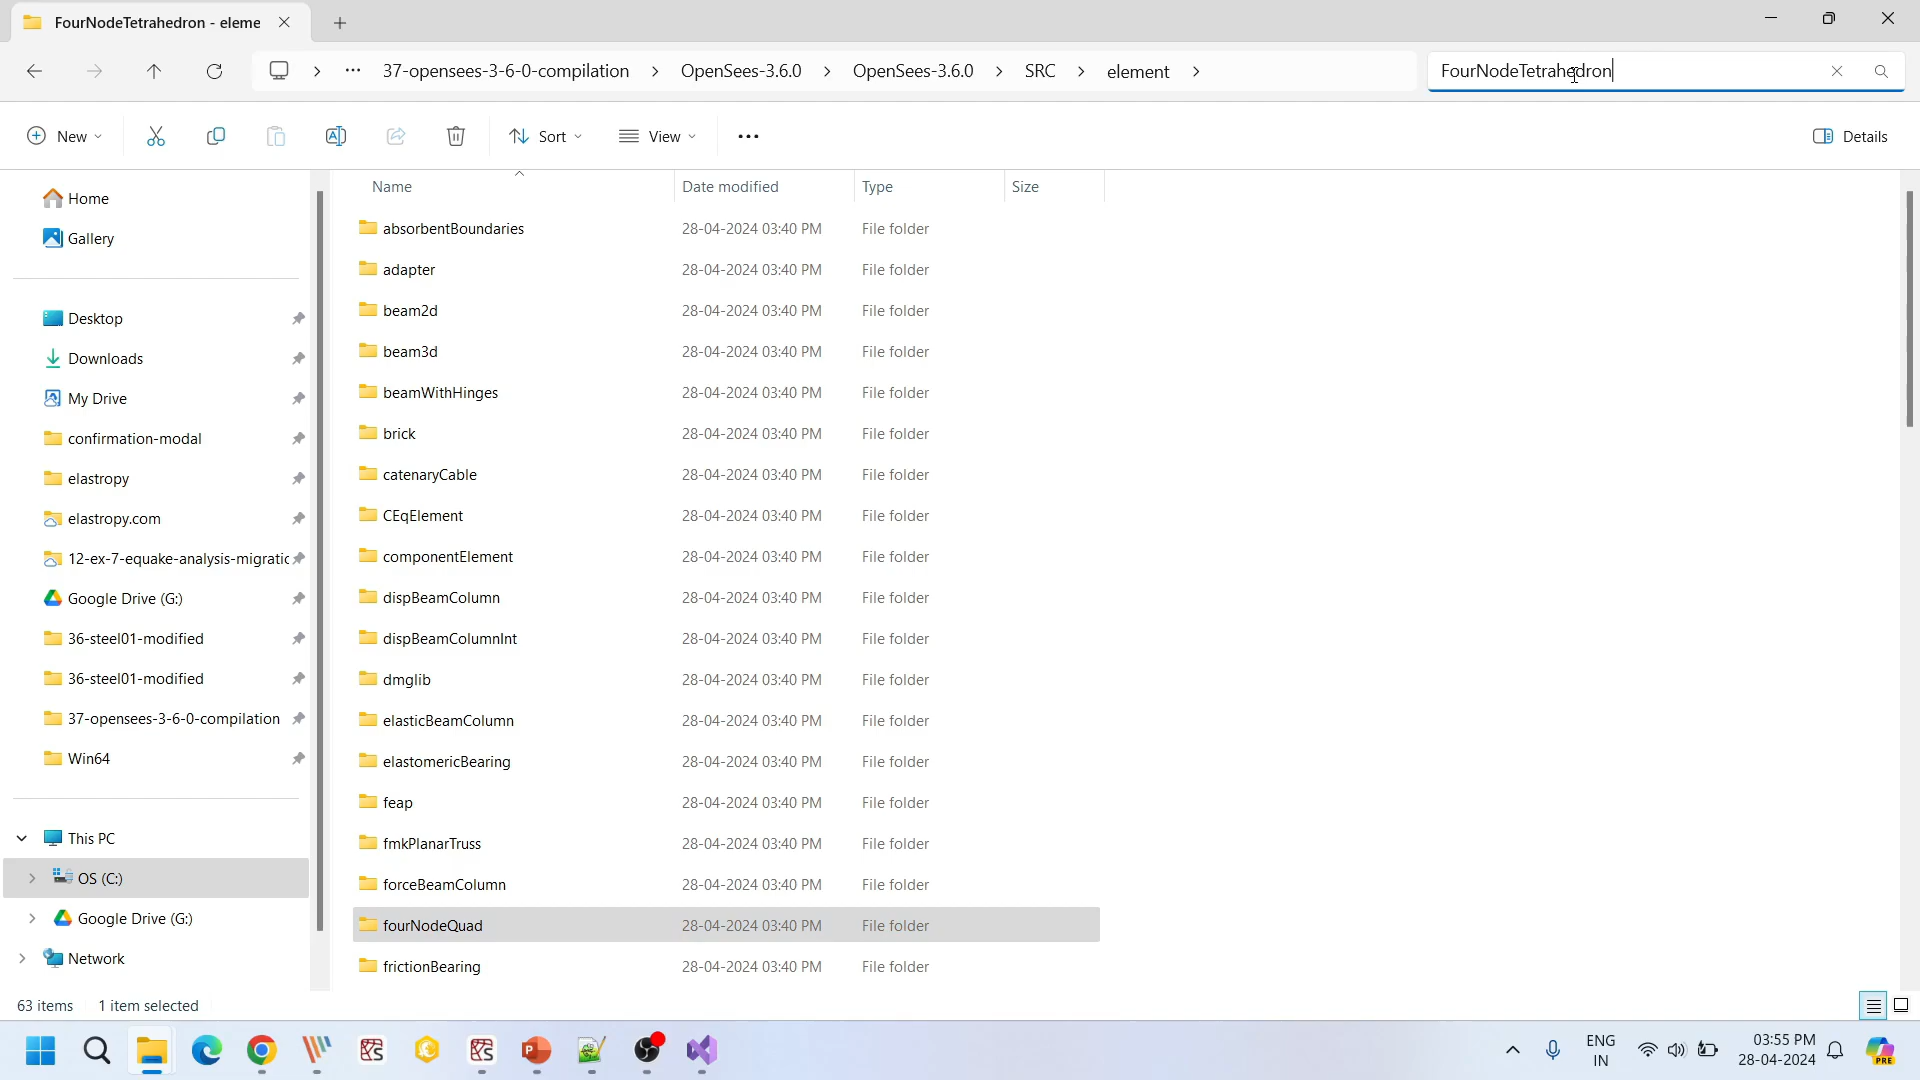 FourNodeTetrahedron - eleme
37-opensees-3-6-0-compilation > OpenSees-3.6.0 > OpenSees-3.6.0 > SRC > element >
FourNodeTetrahedron
New
Sort
View
Details
Name Date modified Type Size
Home
Gallery
Desktop
Downloads
My Drive
confirmation-modal
elastropy
elastropy.com
12-ex-7-equake-analysis-migratic
Google Drive (G:)
36-steel01-modified
36-steel01-modified
37-opensees-3-6-0-compilation
Win64
This PC
OS (C:)
Google Drive (G:)
Network
absorbentBoundaries 28-04-2024 03:40 PM File folder
adapter 28-04-2024 03:40 PM File folder
beam2d 28-04-2024 03:40 PM File folder
beam3d 28-04-2024 03:40 PM File folder
beamWithHinges 28-04-2024 03:40 PM File folder
brick 28-04-2024 03:40 PM File folder
catenaryCable 28-04-2024 03:40 PM File folder
CEqElement 28-04-2024 03:40 PM File folder
componentElement 28-04-2024 03:40 PM File folder
dispBeamColumn 28-04-2024 03:40 PM File folder
dispBeamColumnInt 28-04-2024 03:40 PM File folder
dmglib 28-04-2024 03:40 PM File folder
elasticBeamColumn 28-04-2024 03:40 PM File folder
elastomericBearing 28-04-2024 03:40 PM File folder
feap 28-04-2024 03:40 PM File folder
fmkPlanarTruss 28-04-2024 03:40 PM File folder
forceBeamColumn 28-04-2024 03:40 PM File folder
fourNodeQuad 28-04-2024 03:40 PM File folder
frictionBearing 28-04-2024 03:40 PM File folder
63 items 1 item selected
ENG
IN
03:55 PM
28-04-2024
PRE